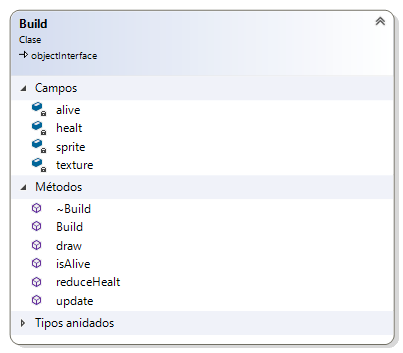 Build
Clase
objectInterface
Campos
alive
healt
sprite
texture
Métodos
~Build
Build
draw
isAlive
reduceHealt
update
Tipos anidados